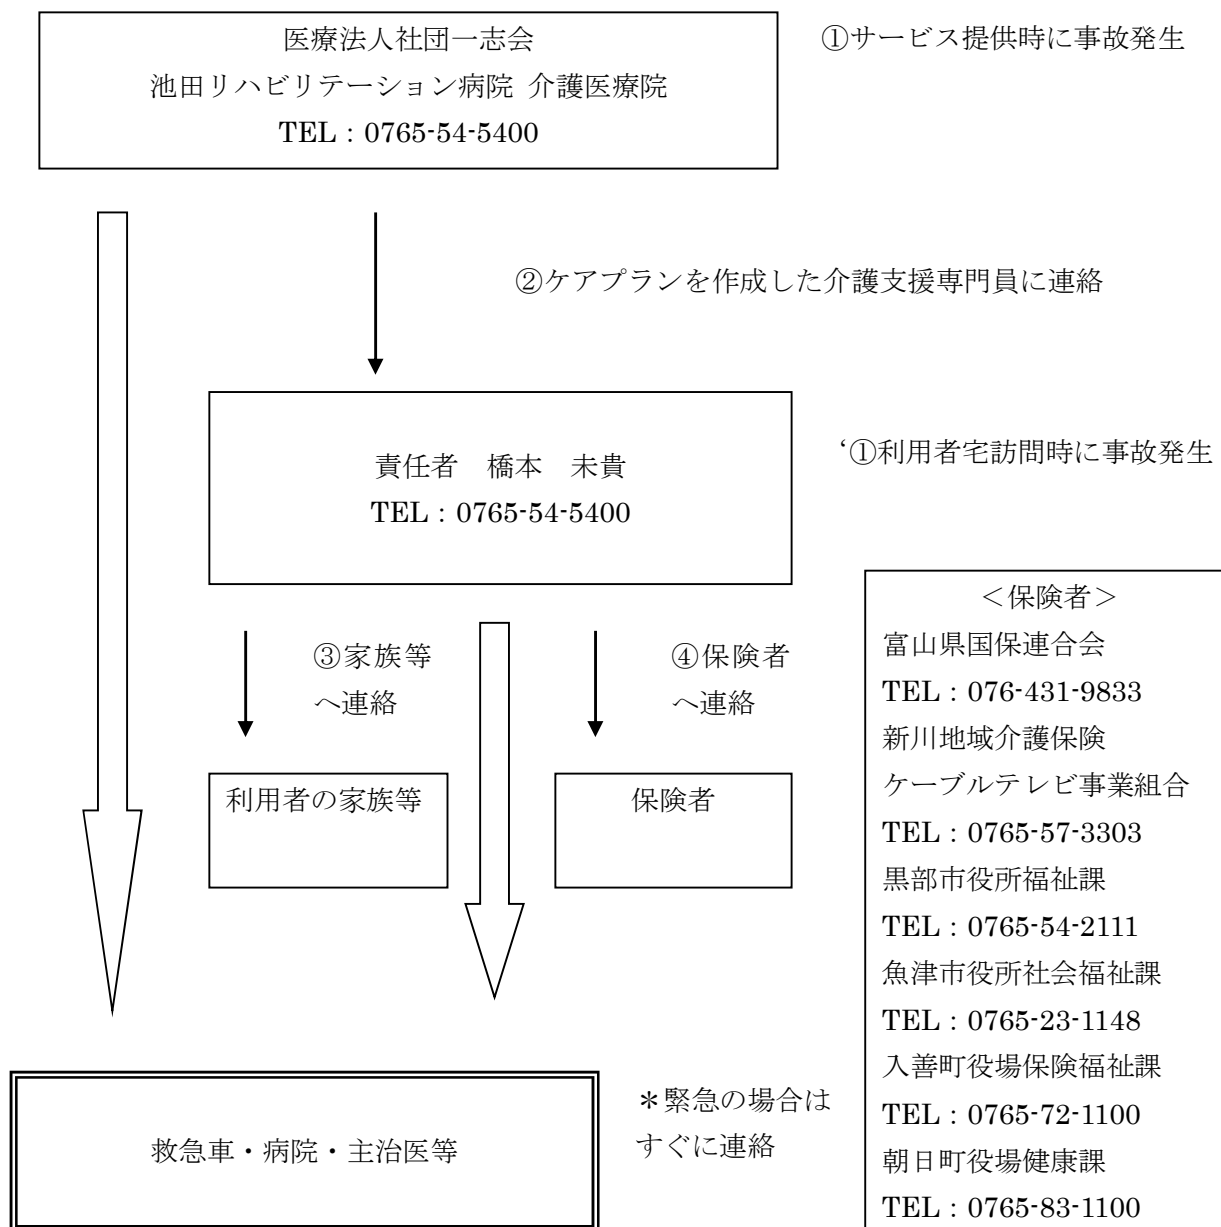 医療法人社団一志会
池田リハビリテーション病院 介護医療院
TEL：0765-54-5400
①サービス提供時に事故発生
②ケアプランを作成した介護支援専門員に連絡
責任者　橋本　未貴
TEL：0765-54-5400
‘①利用者宅訪問時に事故発生
③家族等
へ連絡
④保険者
へ連絡
利用者の家族等
保険者
＜保険者＞
富山県国保連合会
TEL：076-431-9833
新川地域介護保険
ケーブルテレビ事業組合
TEL：0765-57-3303
黒部市役所福祉課
TEL：0765-54-2111
魚津市役所社会福祉課
TEL：0765-23-1148
入善町役場保険福祉課
TEL：0765-72-1100
朝日町役場健康課
TEL：0765-83-1100
＊緊急の場合は
すぐに連絡
救急車・病院・主治医等